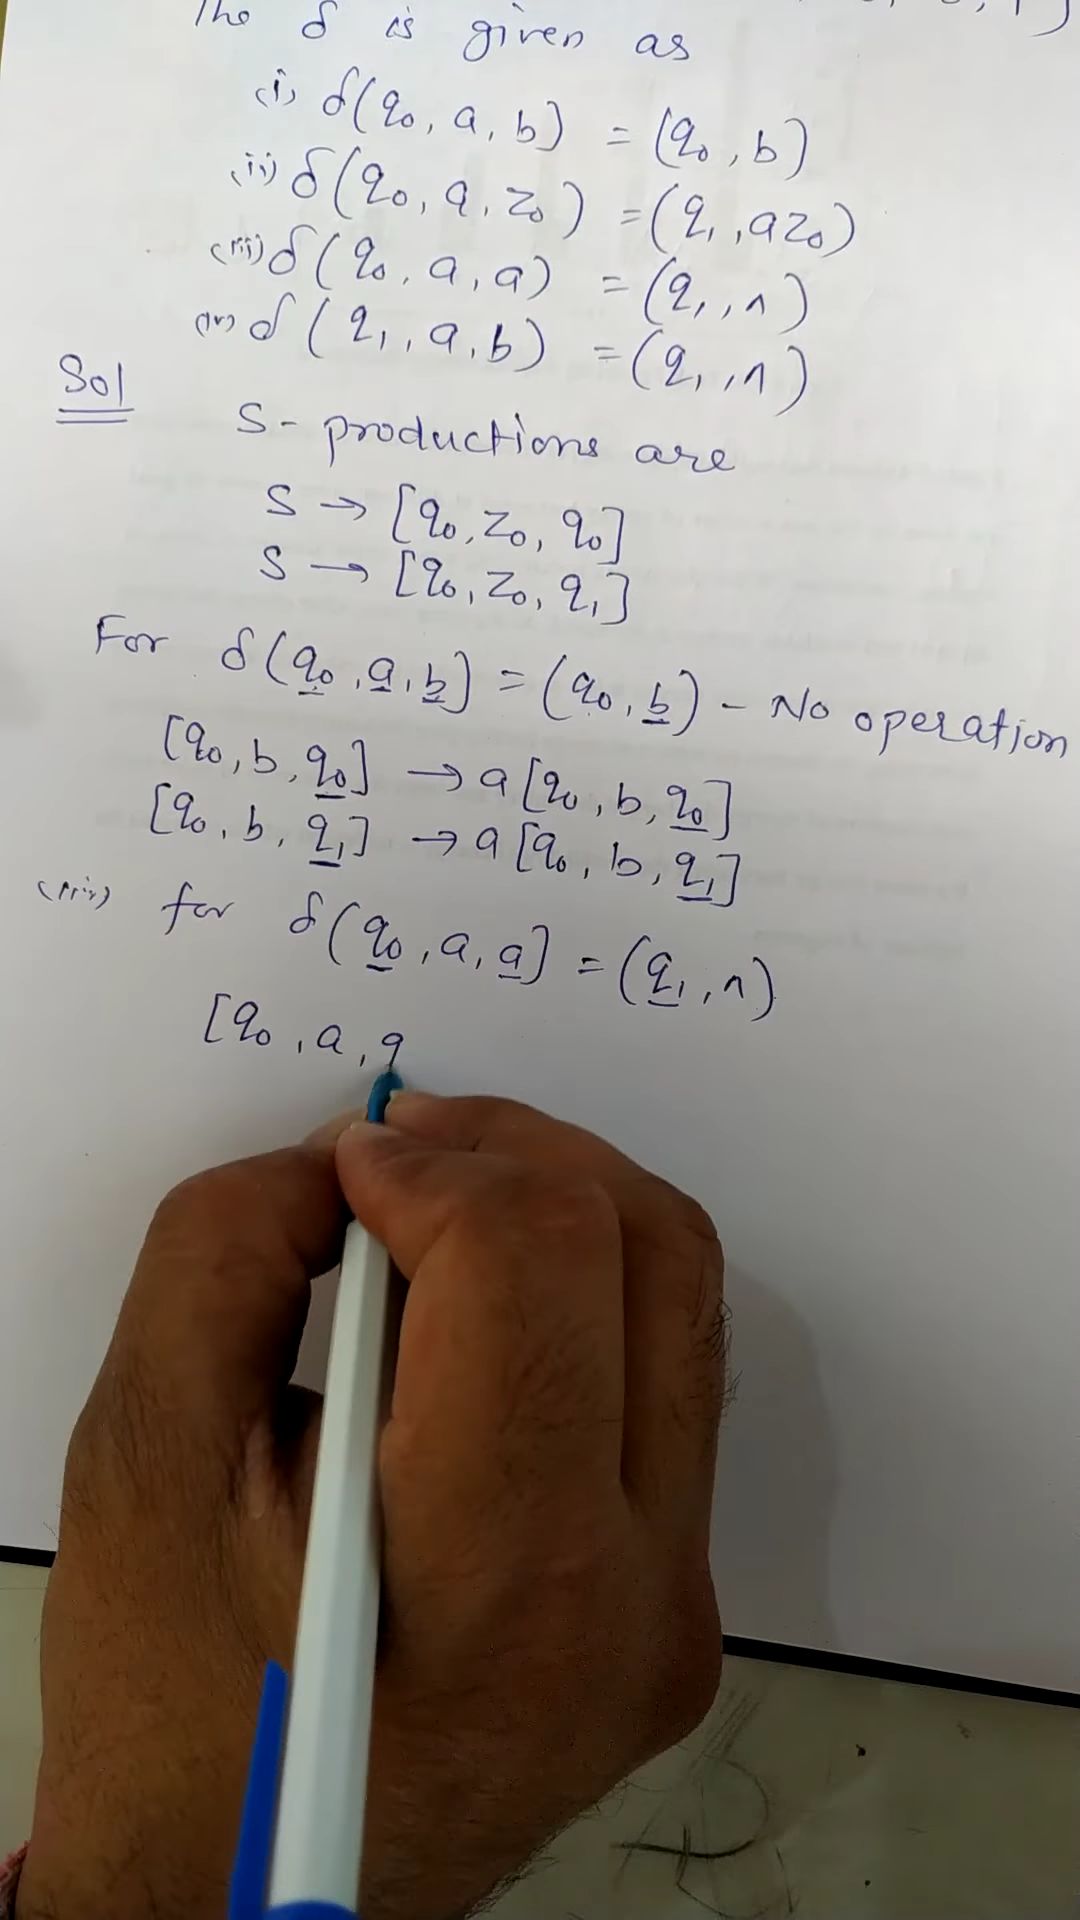 The δ is given as
(i) δ(q₀, a, b) = (q₀, b)
(ii) δ(q₀, a, z₀) = (q₁, az₀)
(iii) δ(q₀, a, a) = (q₁, ʌ)
(iv) δ(q₁, a, b) = (q₁, ʌ)
Sol
S- productions are
S → [q₀, z₀, q₀]
S → [q₀, z₀, q₁]
For δ(q₀, a, b] = (q₀, b) - No operation
[q₀, b, q₀] → a[q₀, b, q₀]
[q₀, b, q₁] → a[q₀, b, q₁]
for δ(q₀, a, a] = (q₁, ʌ)
[q₀, a, q